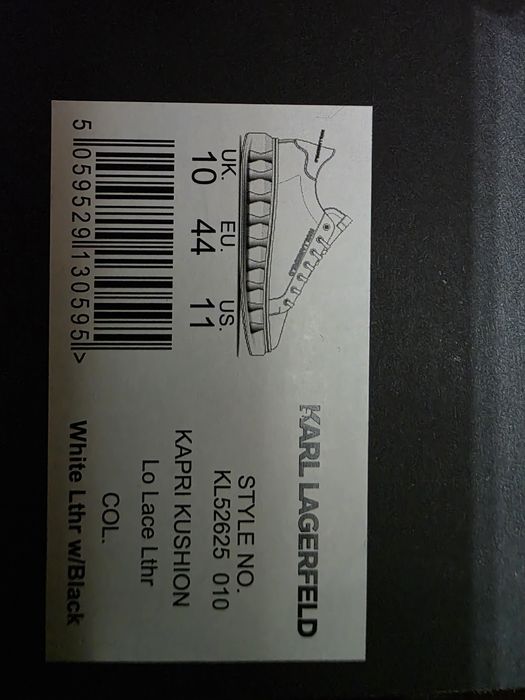 KARL LAGERFELD
STYLE NO.
KL52625 010
KAPRI KUSHION
Lo Lace Lthr
COL.
White Lthr w/Black
UK. EU. US.
10 44 11
5 059529 130595 >